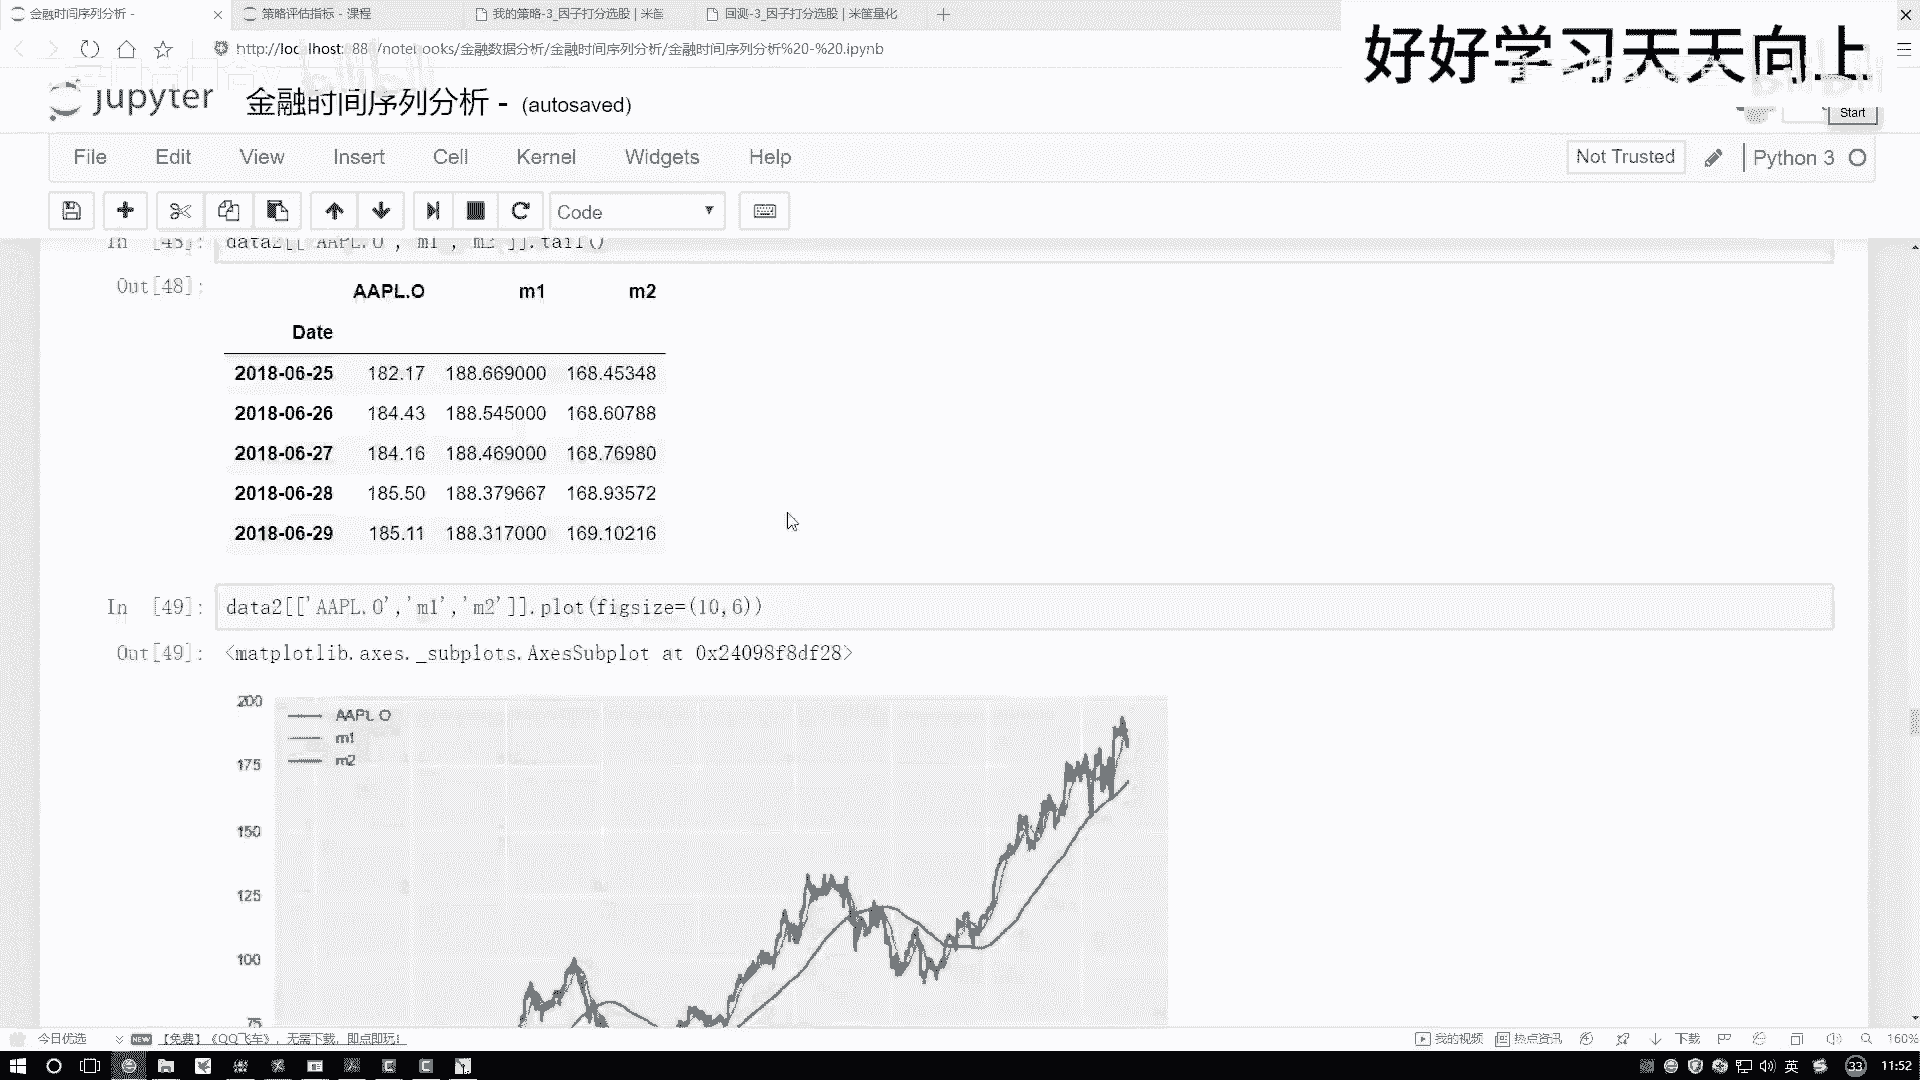 金融时间序列分析 -
策略评估指标 - 课程
我的策略-3_因子打分选股 | 米筐
回测-3_因子打分选股 | 米筐量化
/notebooks/金融数据分析/金融时间序列分析/金融时间序列分析%20-%20.ipynb
好好学习天天向上
jupyter
金融时间序列分析 - (autosaved)
Start
File Edit View Insert Cell Kernel Widgets Help
Not Trusted
Python 3
Code
data2[['AAPL.O','m1','m2']].tail()
Out[48]:
AAPL.O m1 m2
Date
2018-06-25 182.17 188.669000 168.45348
2018-06-26 184.43 188.545000 168.60788
2018-06-27 184.16 188.469000 168.76980
2018-06-28 185.50 188.379667 168.93572
2018-06-29 185.11 188.317000 169.10216
In [49]: data2[['AAPL.O','m1','m2']].plot(figsize=(10,6))
Out[49]: <matplotlib.axes._subplots.AxesSubplot at 0x24098f8df28>
200
AAPL.O
m1
m2
175
150
125
100
75
今日优选
NEW
【免费】《QQ飞车》，无需下载，即点即玩！
我的视频
热点资讯
下载
160%
英
33
11:52